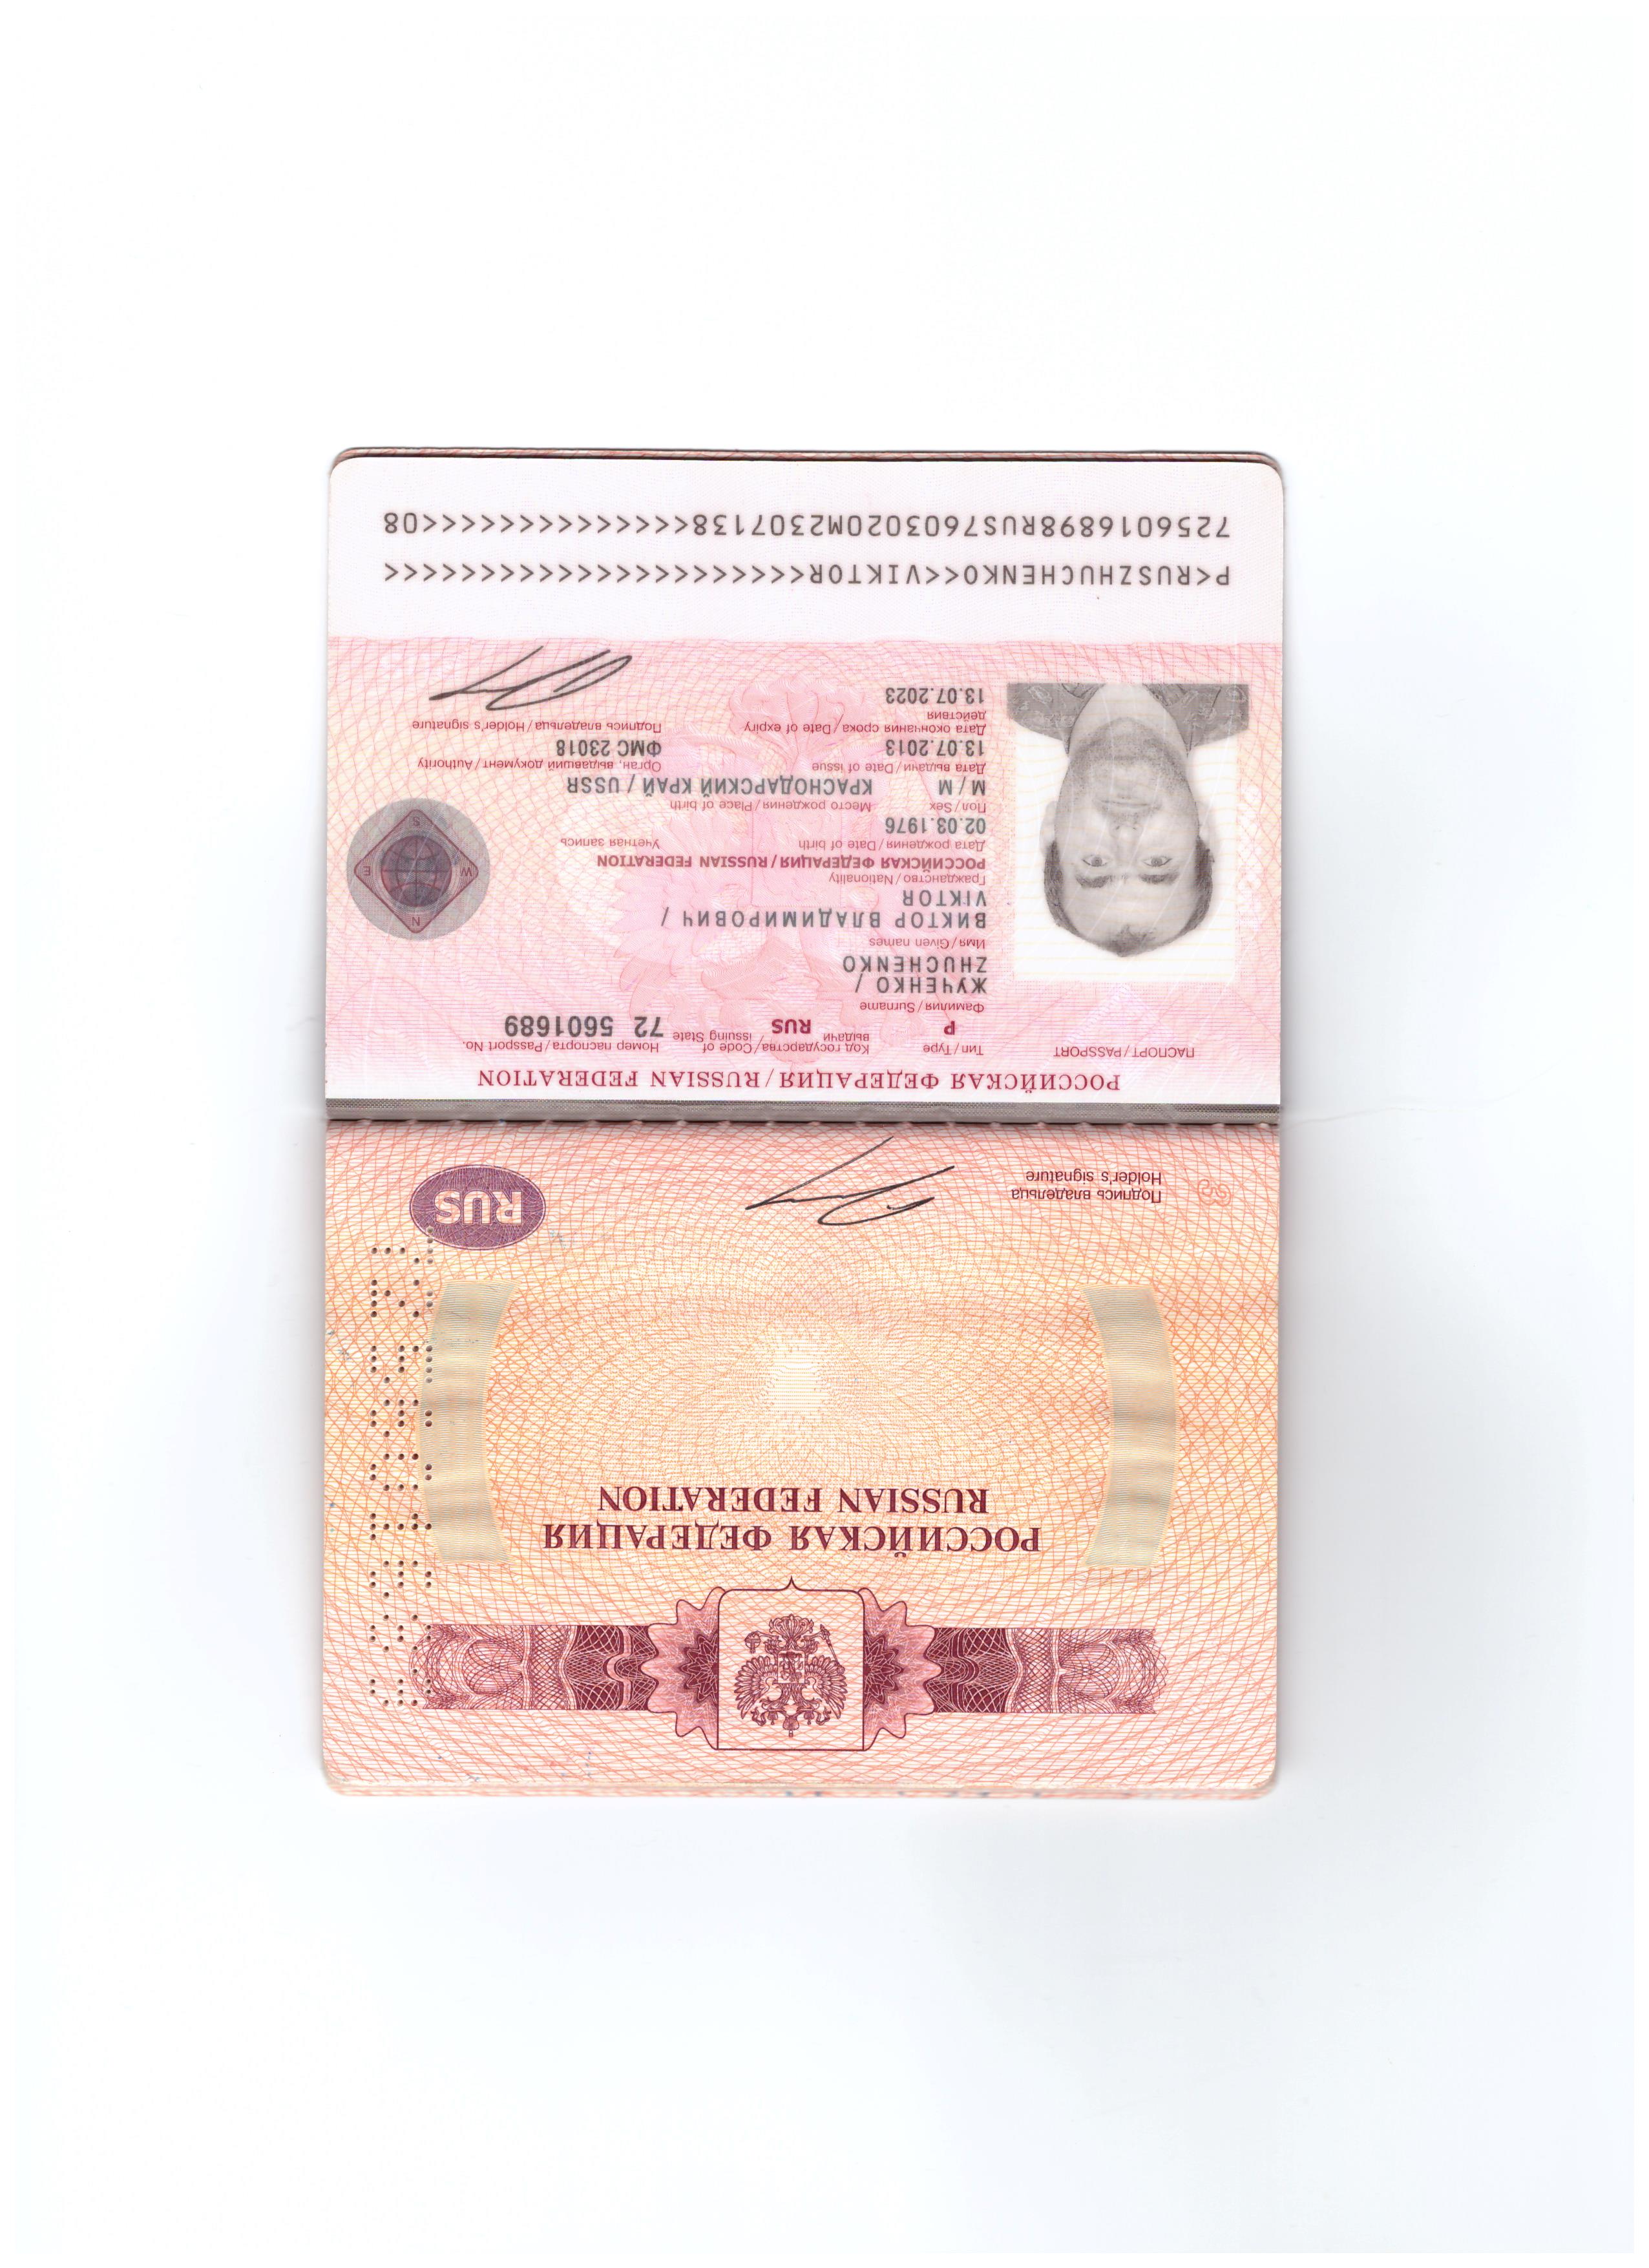 РОССИЙСКАЯ ФЕДЕРАЦИЯ
RUSSIAN FEDERATION
Подпись владельца
Holder's signature
RUS
РОССИЙСКАЯ ФЕДЕРАЦИЯ / RUSSIAN FEDERATION
ПАСПОРТ / PASSPORT
Тип / Type
Код государства / Code of
выдачи / issuing State
Номер паспорта / Passport No.
P
RUS
72 5601689
Фамилия / Surname
ЖУЧЕНКО /
ZHUCHENKO
Имя / Given names
ВИКТОР ВЛАДИМИРОВИЧ /
VIKTOR
Гражданство / Nationality
РОССИЙСКАЯ ФЕДЕРАЦИЯ / RUSSIAN FEDERATION
Дата рождения / Date of birth
Учетная запись
02.03.1976
Пол / Sex
Место рождения / Place of birth
М / M
КРАСНОДАРСКИЙ КРАЙ / USSR
Дата выдачи / Date of issue
Орган, выдавший документ / Authority
13.07.2013
ФМС 23018
Дата окончания срока / Date of expiry
действия
Подпись владельца / Holder's signature
13.07.2023
N
W
E
S
P<RUSZHUCHENKO<<VIKTOR<<<<<<<<<<<<<<<<<<<<<<
7256016898RUS7603020M2307138<<<<<<<<<<<<<<08